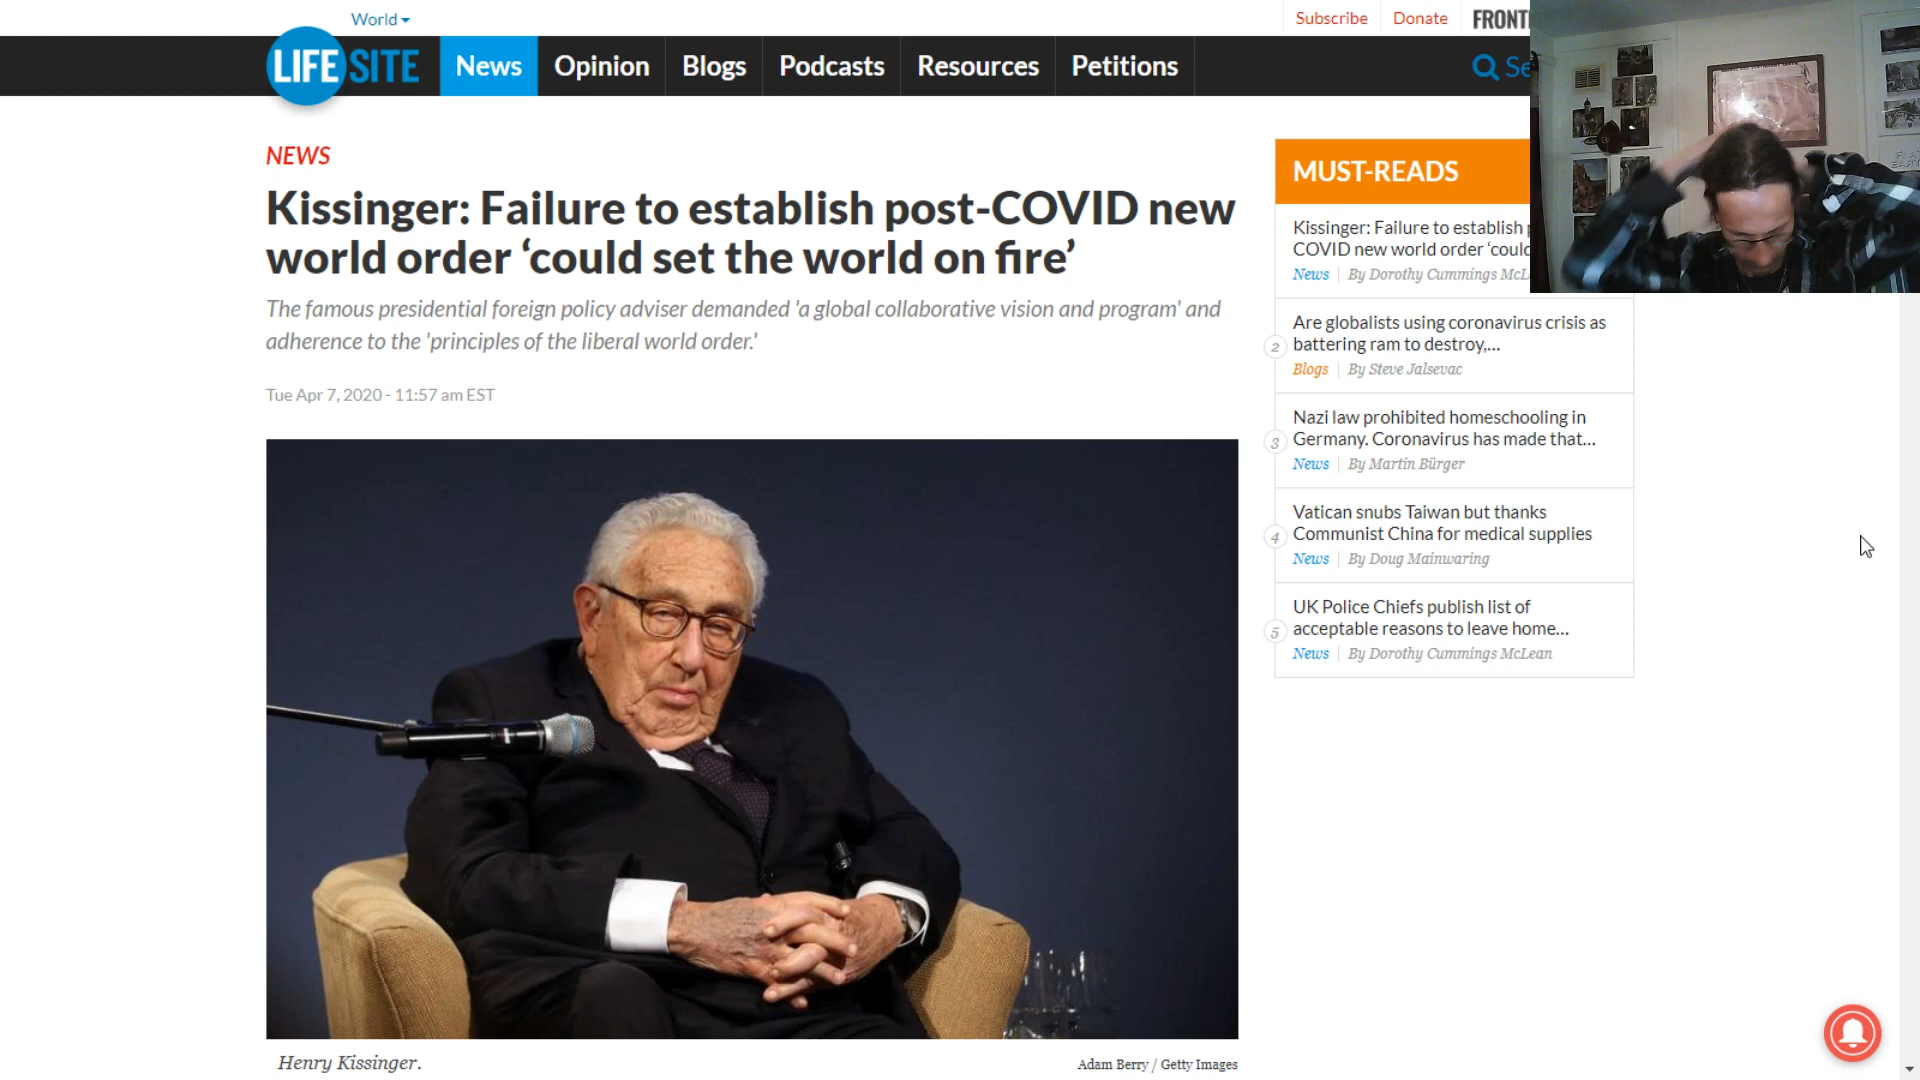 World
Subscribe
Donate
FRONT
LIFESITE
News
Opinion
Blogs
Podcasts
Resources
Petitions
Se
NEWS
Kissinger: Failure to establish post-COVID new
world order ‘could set the world on fire’
The famous presidential foreign policy adviser demanded 'a global collaborative vision and program' and
adherence to the 'principles of the liberal world order.'
Tue Apr 7, 2020 - 11:57 am EST
Henry Kissinger.
Adam Berry / Getty Images
MUST-READS
Kissinger: Failure to establish
COVID new world order ‘could
News | By Dorothy Cummings McL
2
Are globalists using coronavirus crisis as
battering ram to destroy,...
Blogs | By Steve Jalsevac
3
Nazi law prohibited homeschooling in
Germany. Coronavirus has made that...
News | By Martin Bürger
4
Vatican snubs Taiwan but thanks
Communist China for medical supplies
News | By Doug Mainwaring
5
UK Police Chiefs publish list of
acceptable reasons to leave home...
News | By Dorothy Cummings McLean